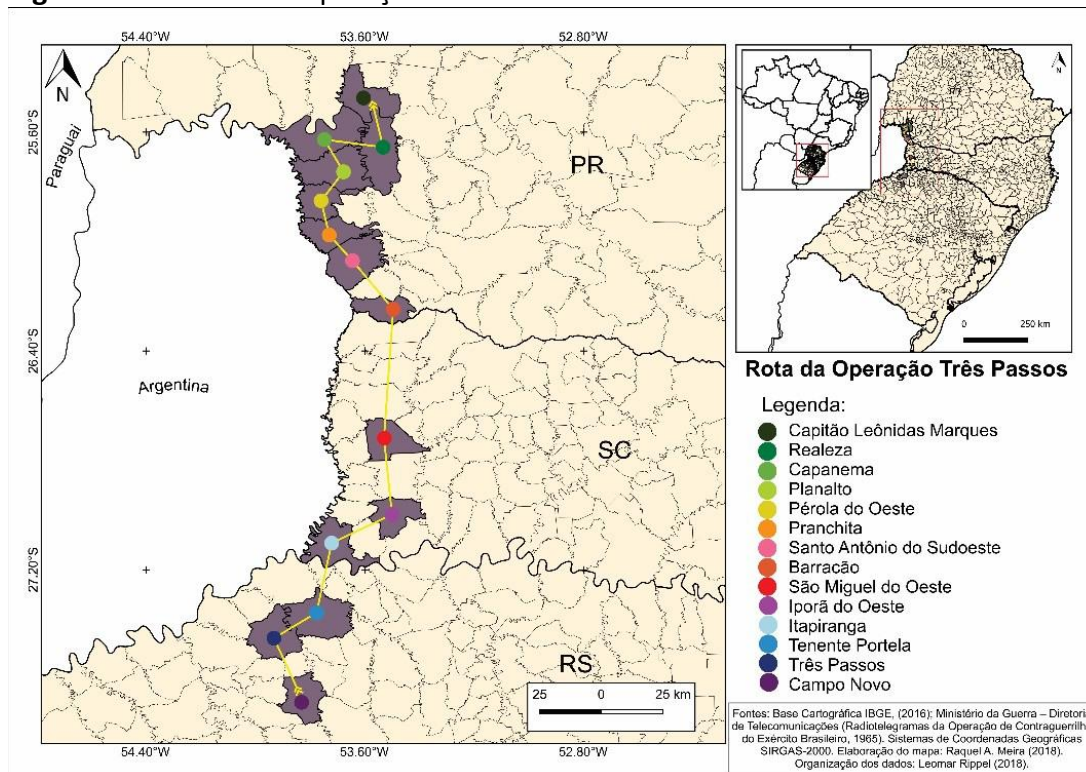 54.40°W
53.60°W
52.80°W
N
25.60°S
Paraguai
PR
26.40°S
Argentina
SC
27.20°S
RS
25 0 25 km
54.40°W
53.60°W
52.80°W
N
0 250 km
Rota da Operação Três Passos
Legenda:
Capitão Leônidas Marques
Realeza
Capanema
Planalto
Pérola do Oeste
Pranchita
Santo Antônio do Sudoeste
Barracão
São Miguel do Oeste
Iporã do Oeste
Itapiranga
Tenente Portela
Três Passos
Campo Novo
Fontes: Base Cartográfica IBGE, (2016); Ministério da Guerra – Diretori
de Telecomunicações (Radiotelegramas da Operação de Contraguerrilh
do Exército Brasileiro, 1965). Sistemas de Coordenadas Geográficas
SIRGAS-2000. Elaboração do mapa: Raquel A. Meira (2018).
Organização dos dados: Leomar Rippel (2018).